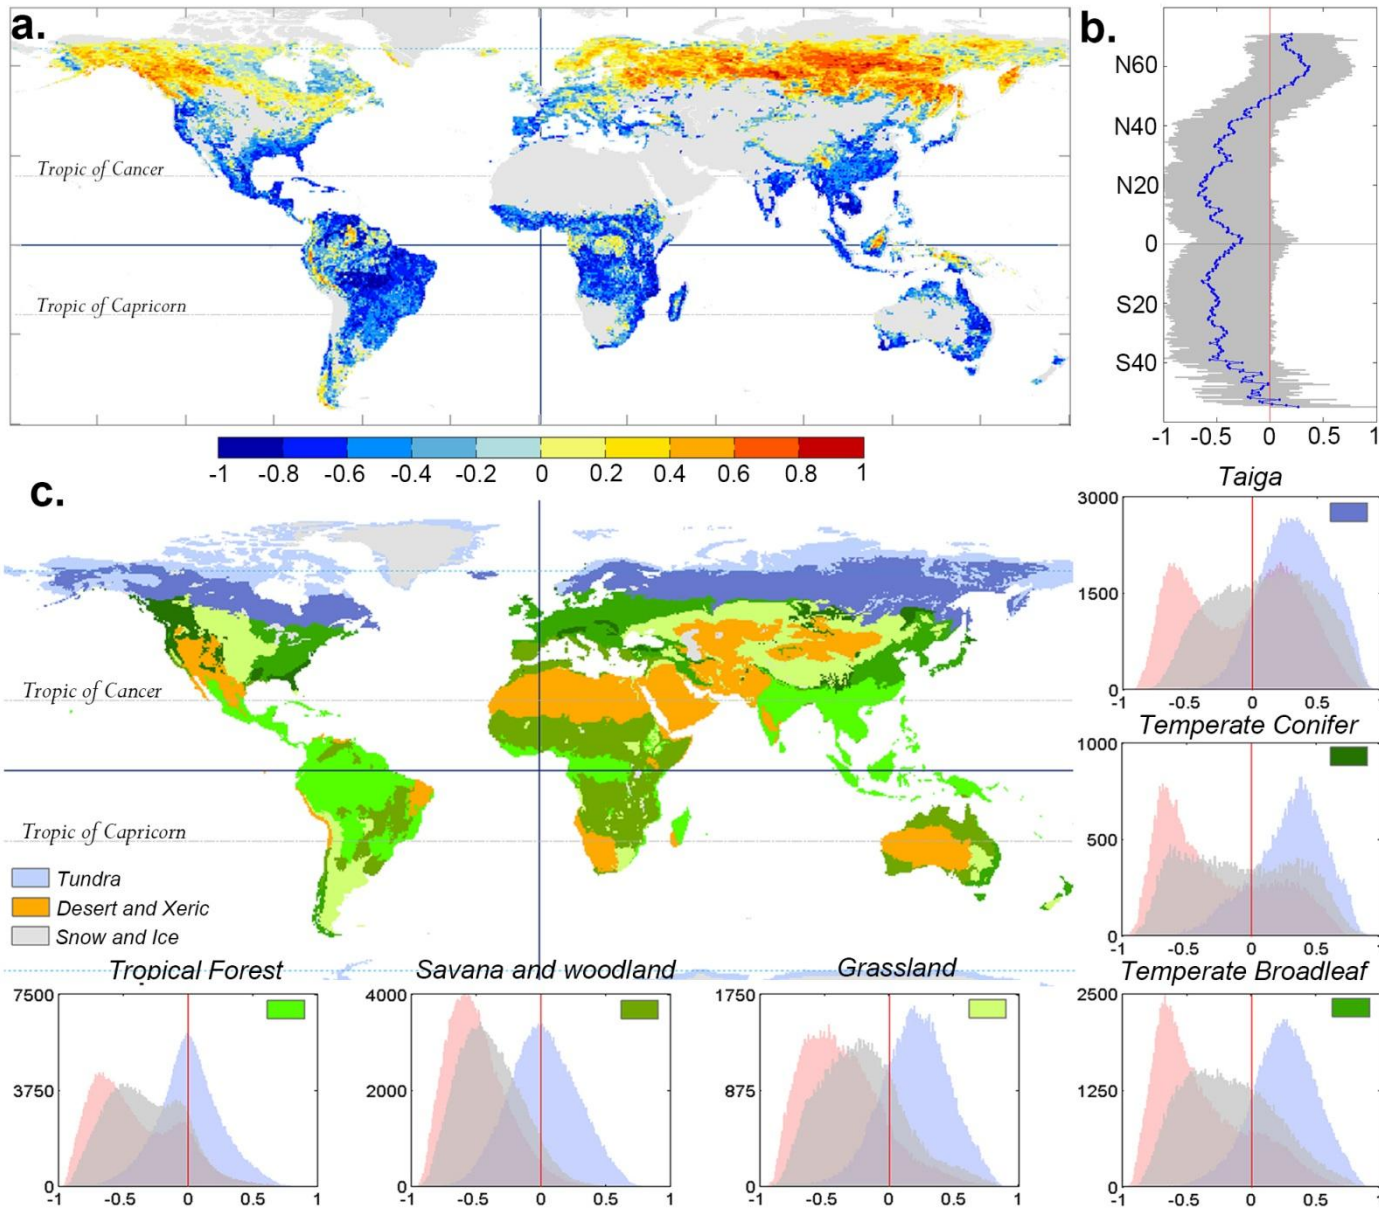 a.
Tropic of Cancer
Tropic of Capricorn
-1 -0.8 -0.6 -0.4 -0.2 0 0.2 0.4 0.6 0.8 1
b.
N60
N40
N20
0
S20
S40
-1 -0.5 0 0.5 1
c.
Tropic of Cancer
Tropic of Capricorn
Tundra
Desert and Xeric
Snow and Ice
Taiga
3000
1500
0
-1 -0.5 0 0.5 1
Temperate Conifer
1000
500
0
-1 -0.5 0 0.5 1
Tropical Forest
7500
3750
0
-1 -0.5 0 0.5 1
Savana and woodland
4000
2000
0
-1 -0.5 0 0.5 1
Grassland
1750
875
0
-1 -0.5 0 0.5 1
Temperate Broadleaf
2500
1250
0
-1 -0.5 0 0.5 1